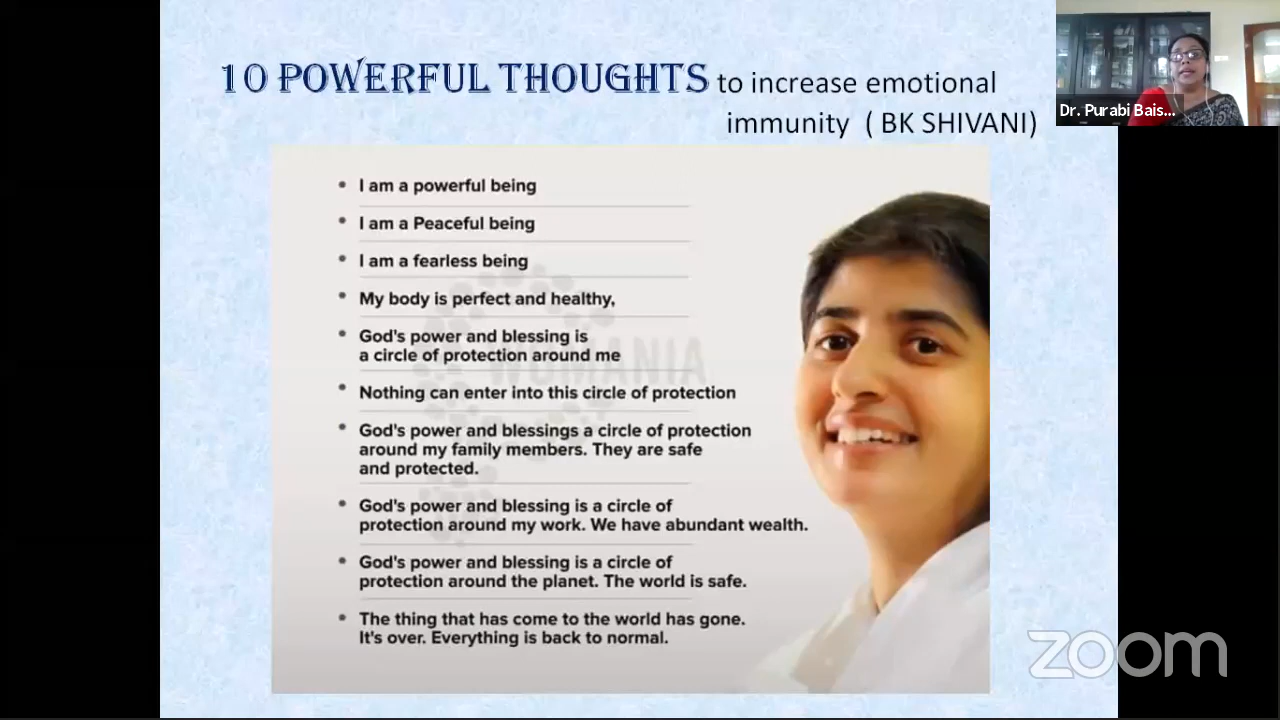 10 POWERFUL THOUGHTS to increase emotional
immunity ( BK SHIVANI)
Dr. Purabi Bais...
• I am a powerful being
• I am a Peaceful being
• I am a fearless being
• My body is perfect and healthy,
• God's power and blessing is
a circle of protection around me
• Nothing can enter into this circle of protection
• God's power and blessings a circle of protection
around my family members. They are safe
and protected.
• God's power and blessing is a circle of
protection around my work. We have abundant wealth.
• God's power and blessing is a circle of
protection around the planet. The world is safe.
• The thing that has come to the world has gone.
It's over. Everything is back to normal.
WOMANIA
zoom